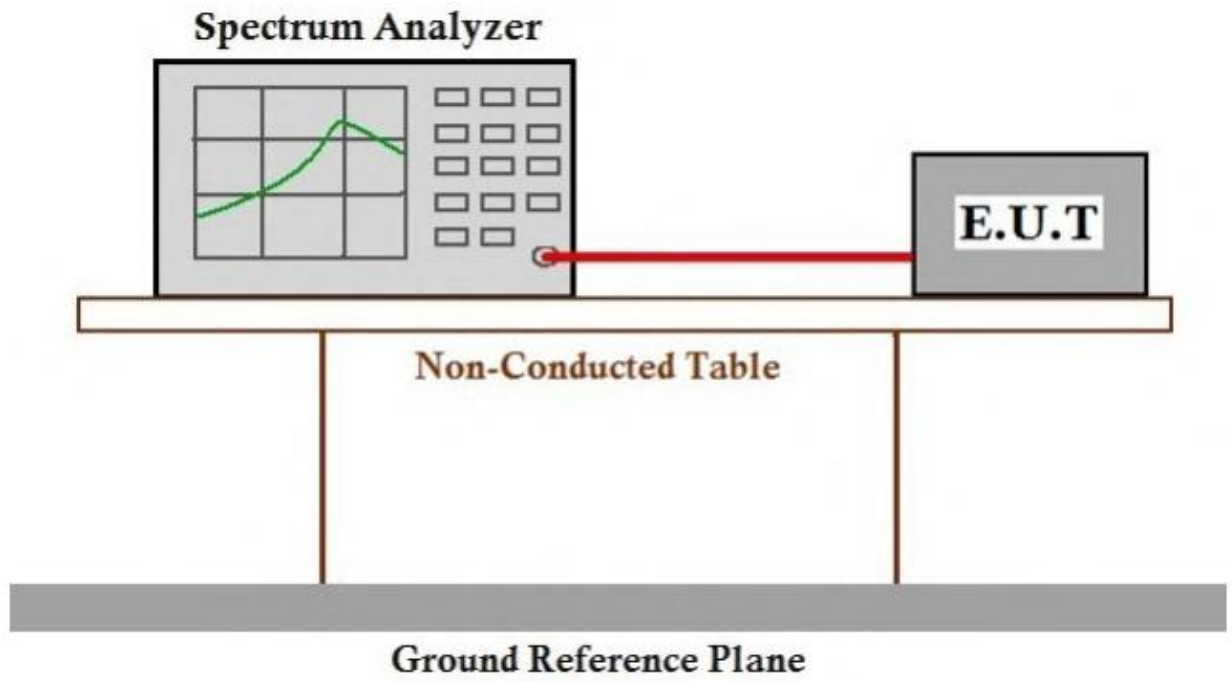 Spectrum Analyzer
E.U.T
Non-Conducted Table
Ground Reference Plane